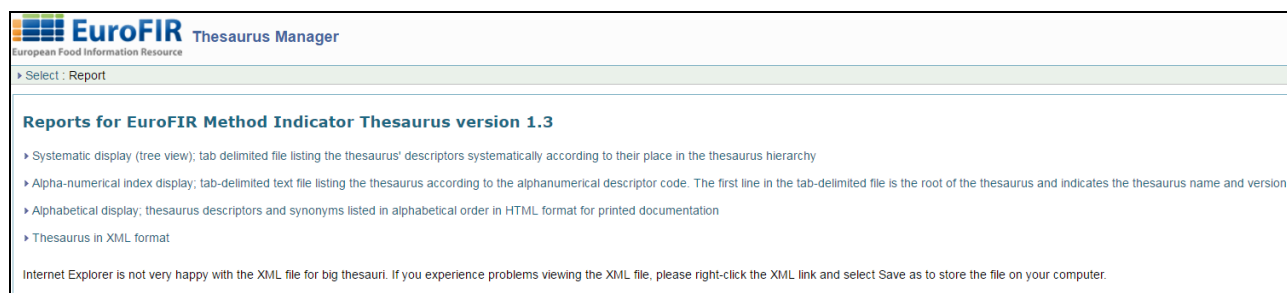 EuroFIR Thesaurus Manager
European Food Information Resource
Select : Report
Reports for EuroFIR Method Indicator Thesaurus version 1.3
Systematic display (tree view); tab delimited file listing the thesaurus' descriptors systematically according to their place in the thesaurus hierarchy
Alpha-numerical index display; tab-delimited text file listing the thesaurus according to the alphanumerical descriptor code. The first line in the tab-delimited file is the root of the thesaurus and indicates the thesaurus name and version
Alphabetical display; thesaurus descriptors and synonyms listed in alphabetical order in HTML format for printed documentation
Thesaurus in XML format
Internet Explorer is not very happy with the XML file for big thesauri. If you experience problems viewing the XML file, please right-click the XML link and select Save as to store the file on your computer.